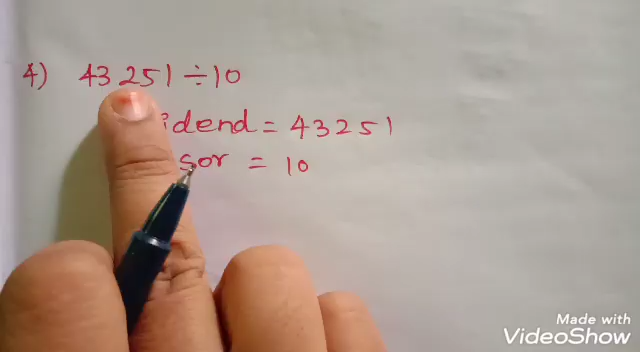 4) 43251 ÷ 10
idend = 43251
sor = 10
Made with
VideoShow